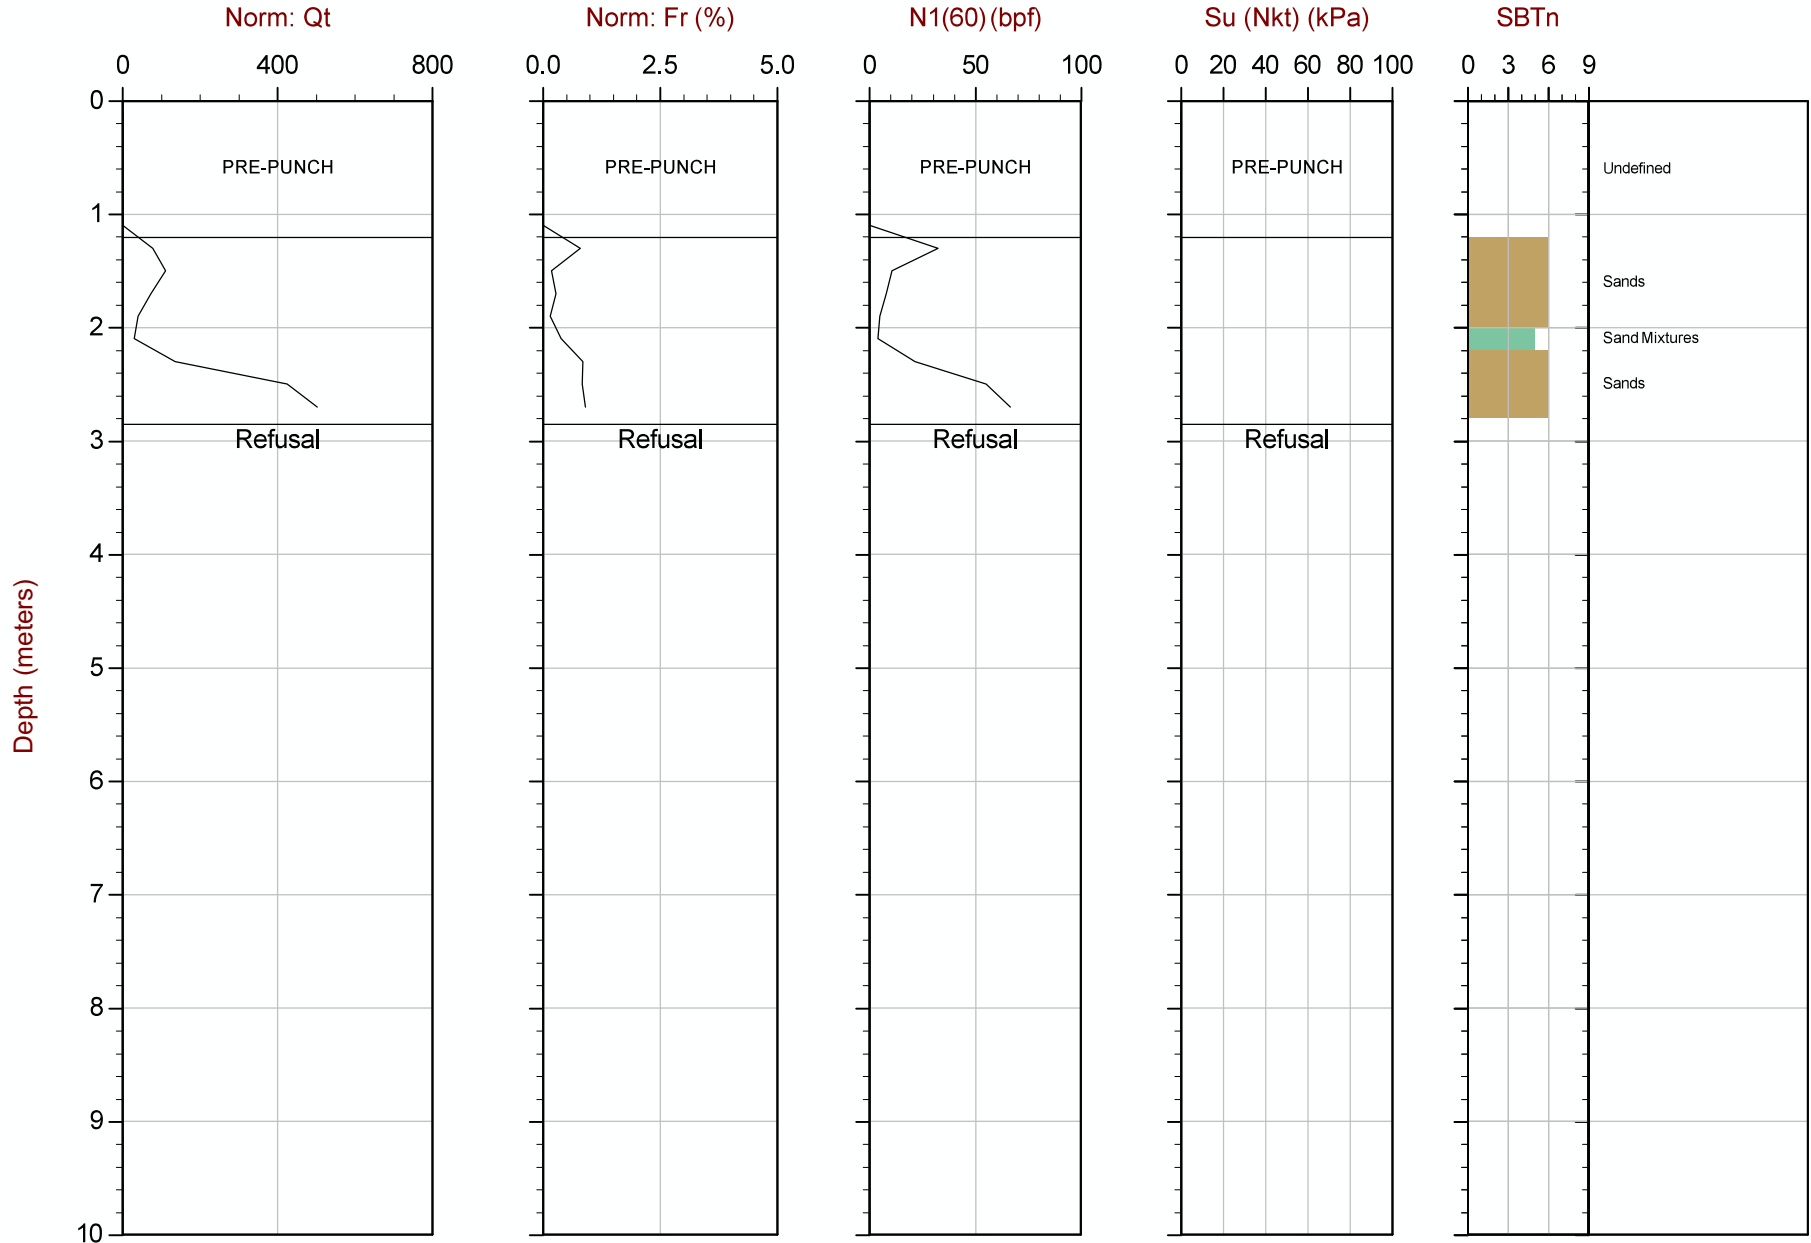 Norm: Qt Norm: Fr (%) N1(60) (bpf) Su (Nkt) (kPa) SBTn
0 400 800 0.0 2.5 5.0 0 50 100 0 20 40 60 80 100 0 3 6 9
0
PRE-PUNCH PRE-PUNCH PRE-PUNCH PRE-PUNCH Undefined
1
Sands
2
Sand Mixtures
Sands
3 Refusal Refusal Refusal Refusal
4
5
Depth (meters)
6
7
8
9
10